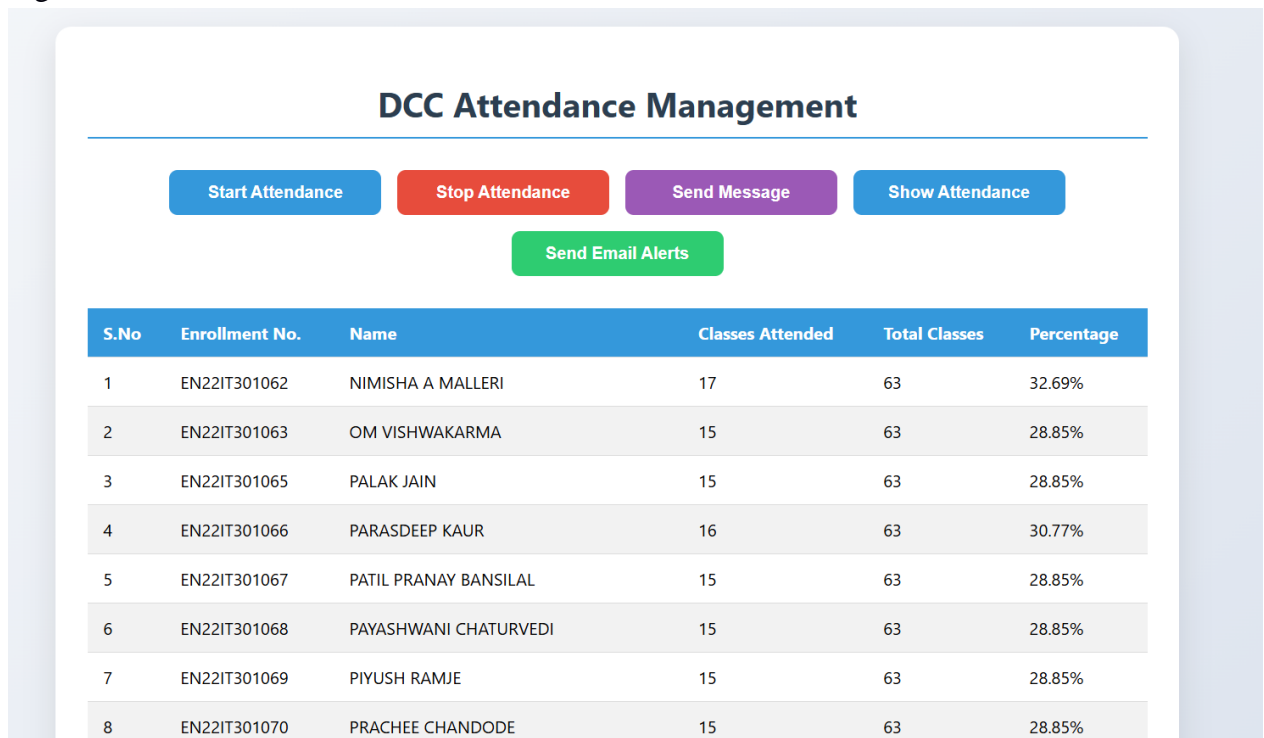 DCC Attendance Management
Start Attendance Stop Attendance Send Message Show Attendance
Send Email Alerts
S.No Enrollment No. Name Classes Attended Total Classes Percentage
1 EN22IT301062 NIMISHA A MALLERI 17 63 32.69%
2 EN22IT301063 OM VISHWAKARMA 15 63 28.85%
3 EN22IT301065 PALAK JAIN 15 63 28.85%
4 EN22IT301066 PARASDEEP KAUR 16 63 30.77%
5 EN22IT301067 PATIL PRANAY BANSILAL 15 63 28.85%
6 EN22IT301068 PAYASHWANI CHATURVEDI 15 63 28.85%
7 EN22IT301069 PIYUSH RAMJE 15 63 28.85%
8 EN22IT301070 PRACHEE CHANDODE 15 63 28.85%